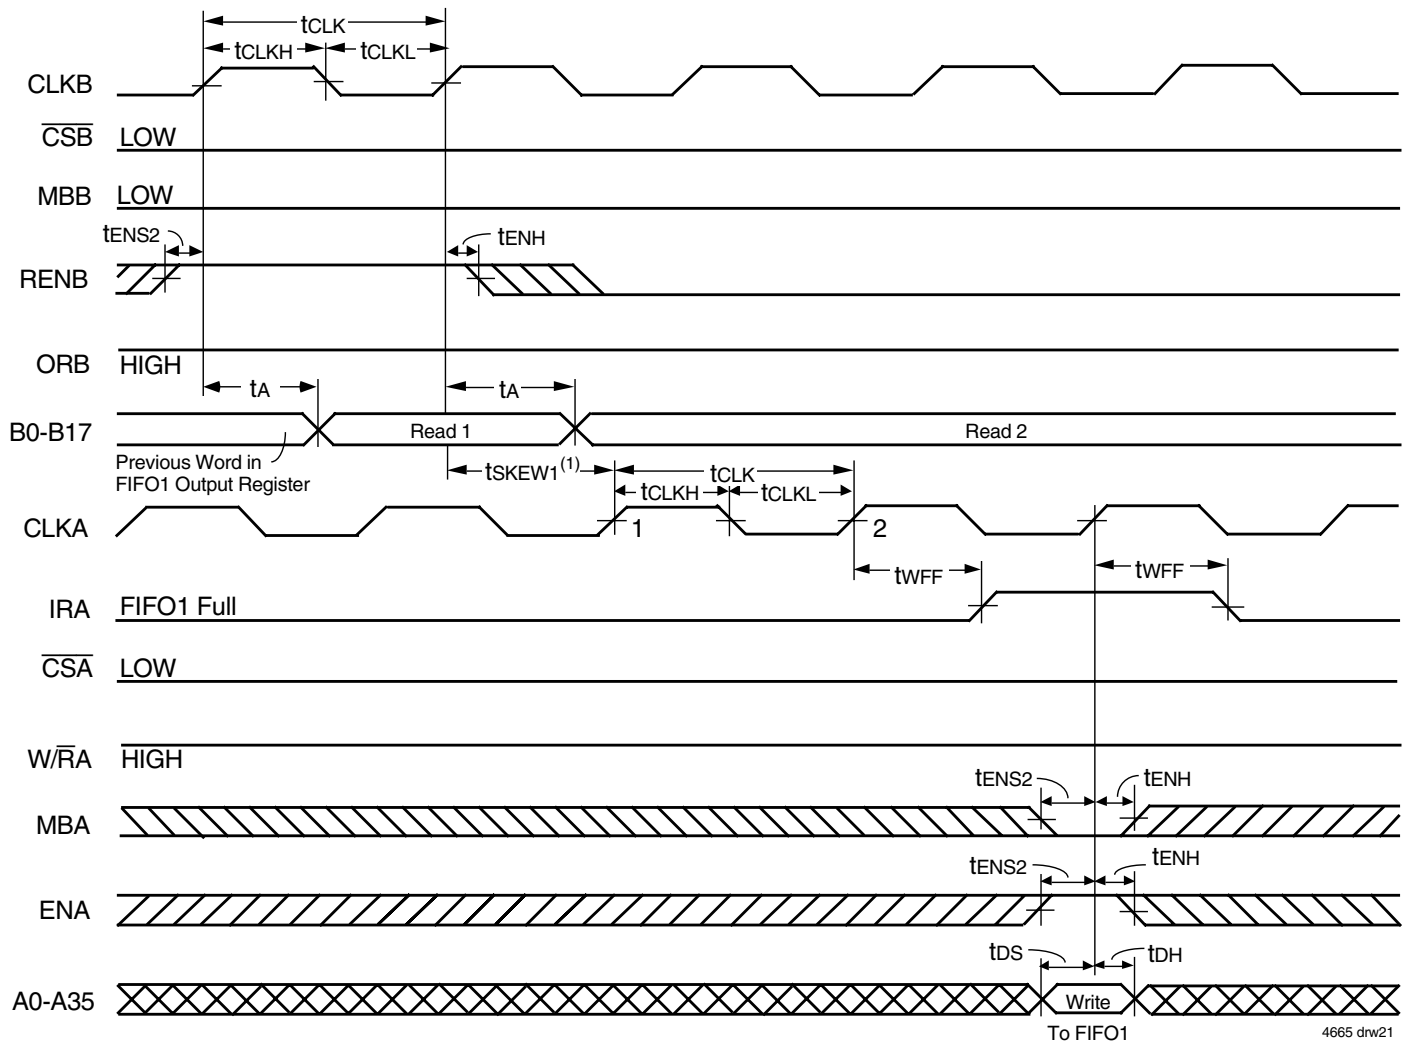 tCLK
tCLKH
tCLKL
CLKB
CSB LOW
MBB LOW
tENS2
tENH
RENB
ORB HIGH
tA
tA
B0-B17
Read 1
Read 2
Previous Word in
FIFO1 Output Register
tSKEW1(1)
tCLK
tCLKH
tCLKL
CLKA
1
2
tWFF
tWFF
IRA FIFO1 Full
CSA LOW
W/RA HIGH
tENS2
tENH
MBA
tENS2
tENH
ENA
tDS
tDH
A0-A35
Write
To FIFO1
4665 drw21